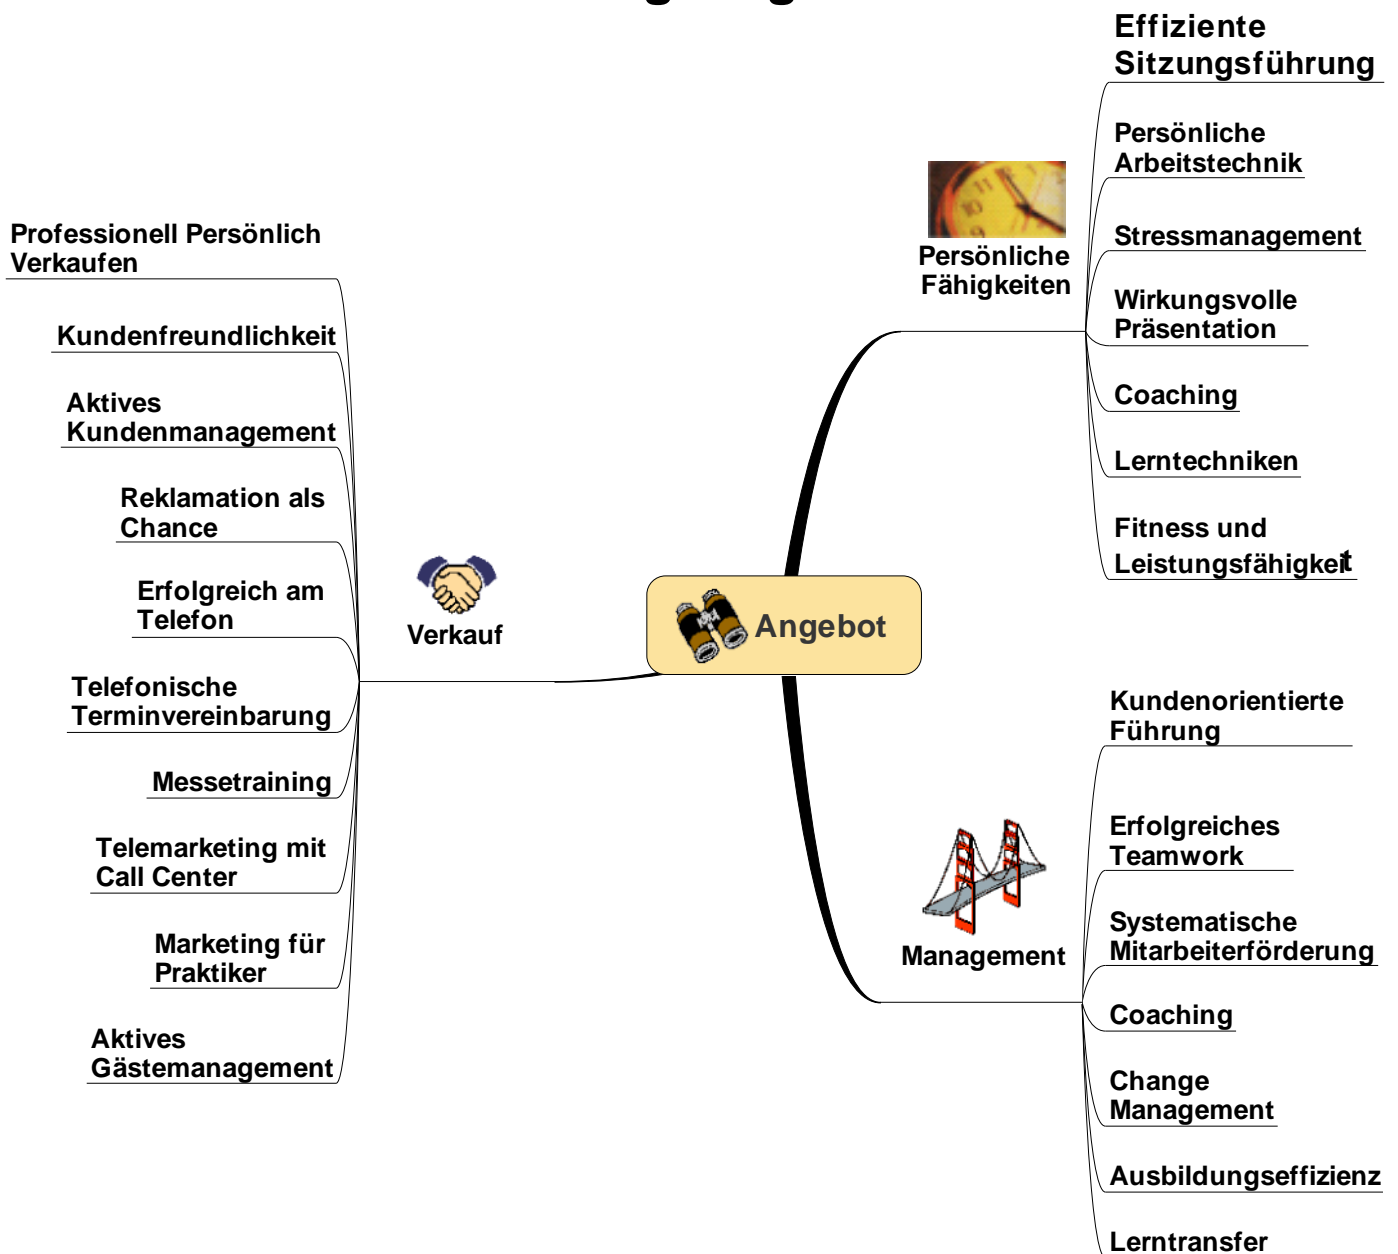 Effiziente
Sitzungsführung
Persönliche
Arbeitstechnik
Stressmanagement
Wirkungsvolle
Präsentation
Coaching
Lerntechniken
Fitness und
Leistungsfähigkeit
Persönliche
Fähigkeiten
Professionell Persönlich
Verkaufen
Kundenfreundlichkeit
Aktives
Kundenmanagement
Reklamation als
Chance
Erfolgreich am
Telefon
Telefonische
Terminvereinbarung
Messetraining
Telemarketing mit
Call Center
Marketing für
Praktiker
Aktives
Gästemanagement
Verkauf
Angebot
Kundenorientierte
Führung
Erfolgreiches
Teamwork
Systematische
Mitarbeiterförderung
Coaching
Change
Management
Ausbildungseffizienz
Lerntransfer
Management